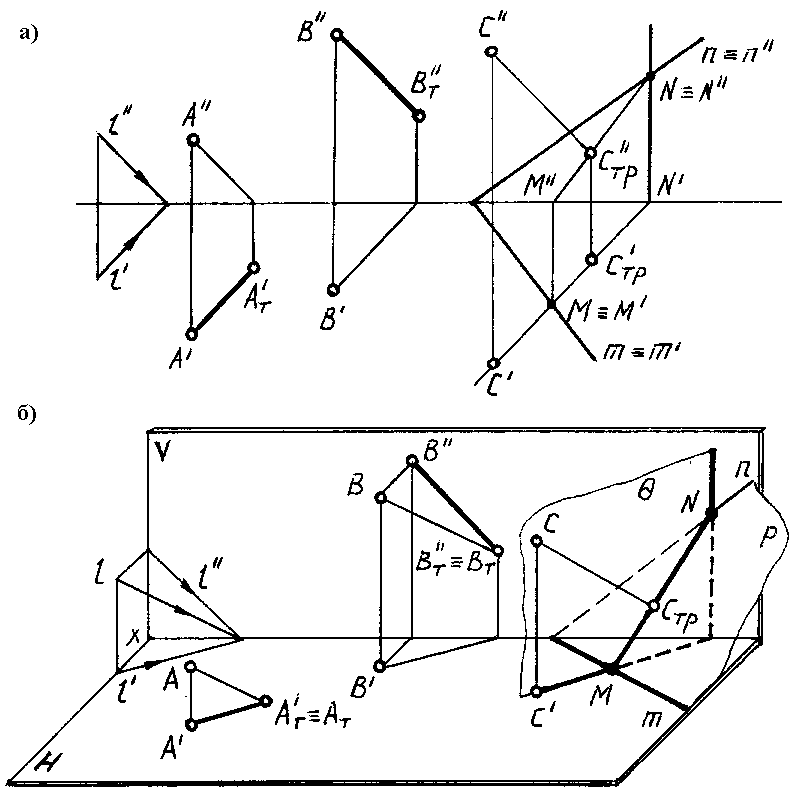 а)
l"
l'
A"
A'т
A'
B"
B"т
B'
C"
C"тр
C'тр
C'
M"
N'
n ≡ n"
N ≡ N"
M ≡ M'
m ≡ m'
б)
V
l
l"
x
l'
H
A
A'т ≡ Aт
A'
B"
B
B"т ≡ Bт
B'
θ
N
n
P
C
Cтр
C'
M
m